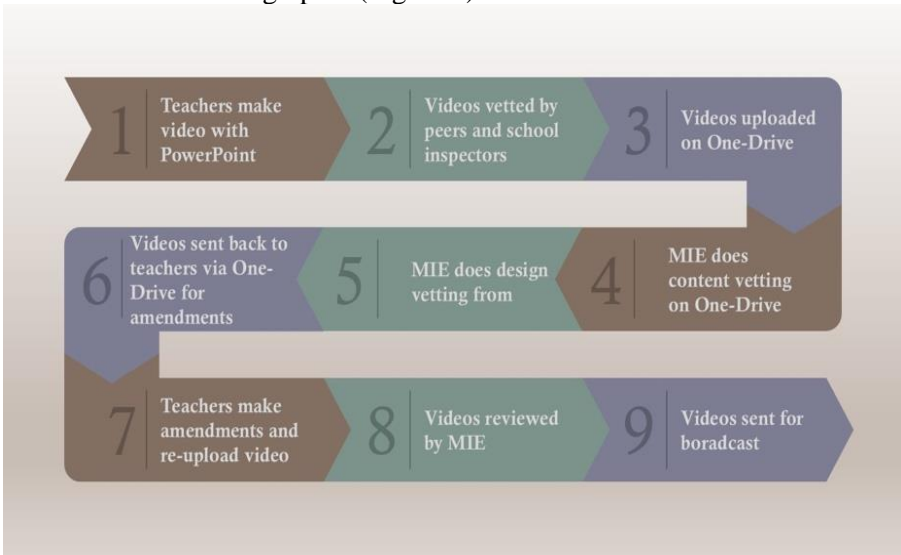 1
Teachers make
video with
PowerPoint
2
Videos vetted by
peers and school
inspectors
3
Videos uploaded
on One-Drive
4
MIE does
content vetting
on One-Drive
5
MIE does design
vetting from
6
Videos sent back to
teachers via One-
Drive for
amendments
7
Teachers make
amendments and
re-upload video
8
Videos reviewed
by MIE
9
Videos sent for
boradcast